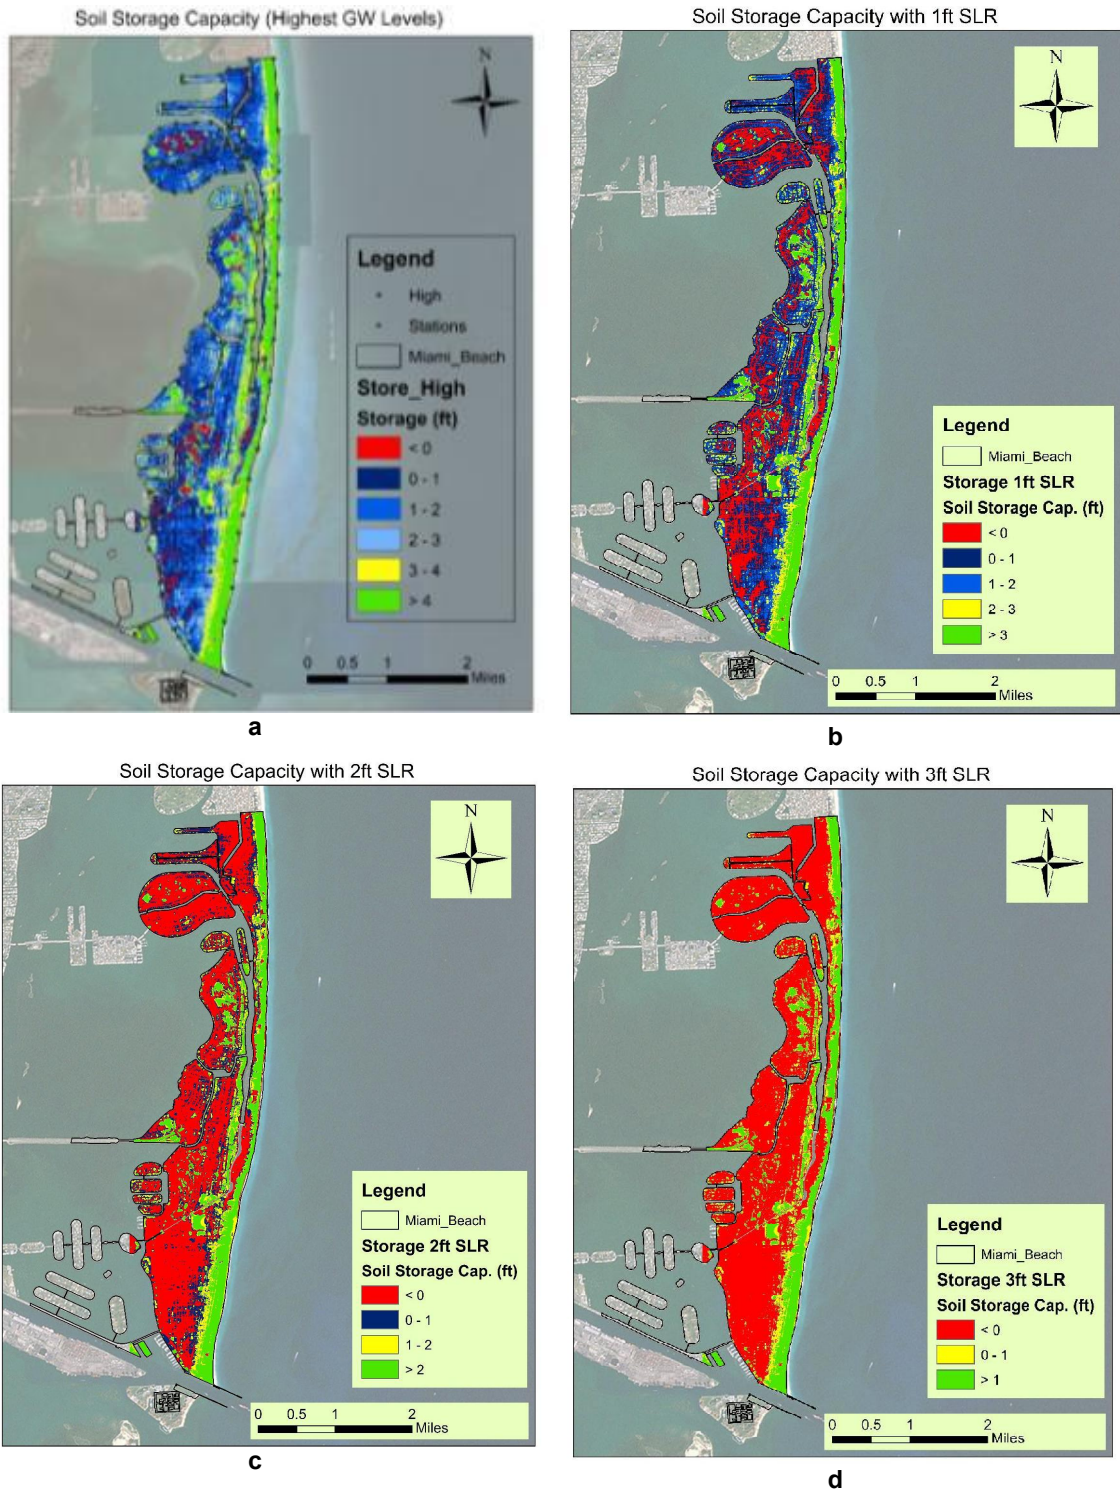 Soil Storage Capacity (Highest GW Levels)
N
Legend
High
Stations
Miami_Beach
Store_High
Storage (ft)
< 0
0 - 1
1 - 2
2 - 3
3 - 4
> 4
0 0.5 1 2
Miles
a
Soil Storage Capacity with 1ft SLR
N
Legend
Miami_Beach
Storage 1ft SLR
Soil Storage Cap. (ft)
< 0
0 - 1
1 - 2
2 - 3
> 3
0 0.5 1 2
Miles
b
Soil Storage Capacity with 2ft SLR
N
Legend
Miami_Beach
Storage 2ft SLR
Soil Storage Cap. (ft)
< 0
0 - 1
1 - 2
> 2
0 0.5 1 2
Miles
c
Soil Storage Capacity with 3ft SLR
N
Legend
Miami_Beach
Storage 3ft SLR
Soil Storage Cap. (ft)
< 0
0 - 1
> 1
0 0.5 1 2
Miles
d